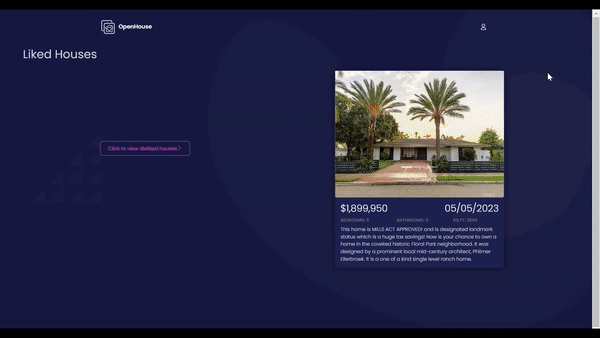 OpenHouse
Liked Houses
Click to view disliked houses
$1,899,950 05/05/2023
BEDROOMS: 5 BATHROOMS: 5 SQ FT:
This home is MILLS ACT APPROVED! and is designated landmark
status which is a huge tax savings! Now is your chance to own a
home in the coveted historic Floral Park neighborhood. It was
designed by a prominent local mid-century architect, Philmer
Ellerbroek. It is a one of a kind single level ranch home.